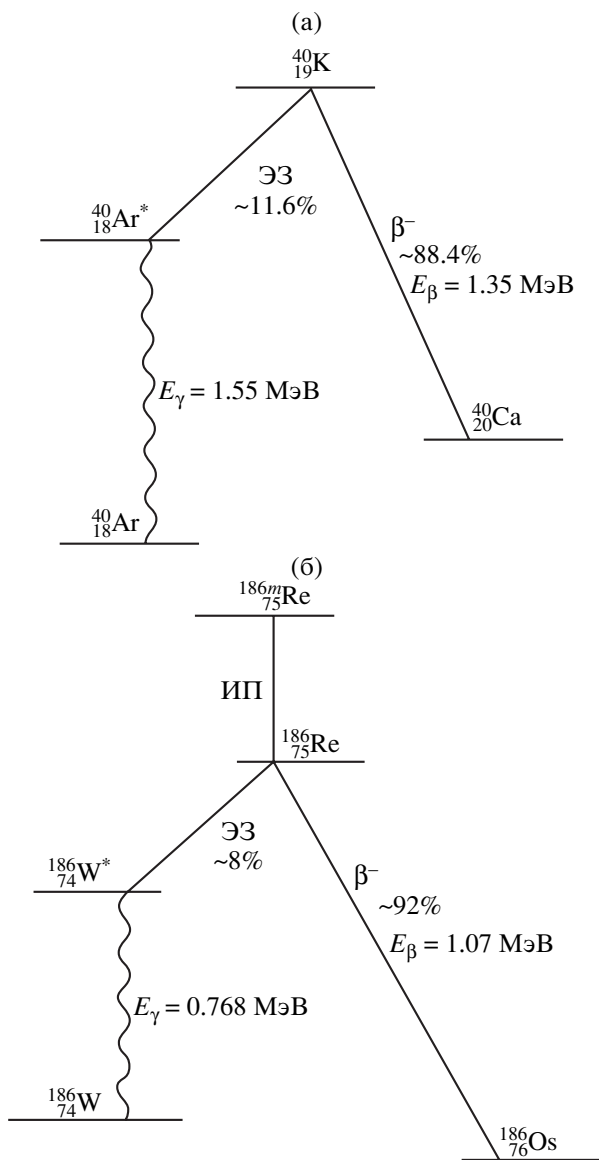 (а)
⁴⁰₁₉K
ЭЗ
~11.6%
⁴⁰₁₈Ar*
β⁻
~88.4%
E_β = 1.35 МэВ
E_γ = 1.55 МэВ
⁴⁰₂₀Ca
⁴⁰₁₈Ar
(б)
¹⁸⁶ᵐ₇₅Re
ИП
¹⁸⁶₇₅Re
ЭЗ
~8%
¹⁸⁶₇₄W*
β⁻
~92%
E_β = 1.07 МэВ
E_γ = 0.768 МэВ
¹⁸⁶₇₄W
¹⁸⁶₇₆Os